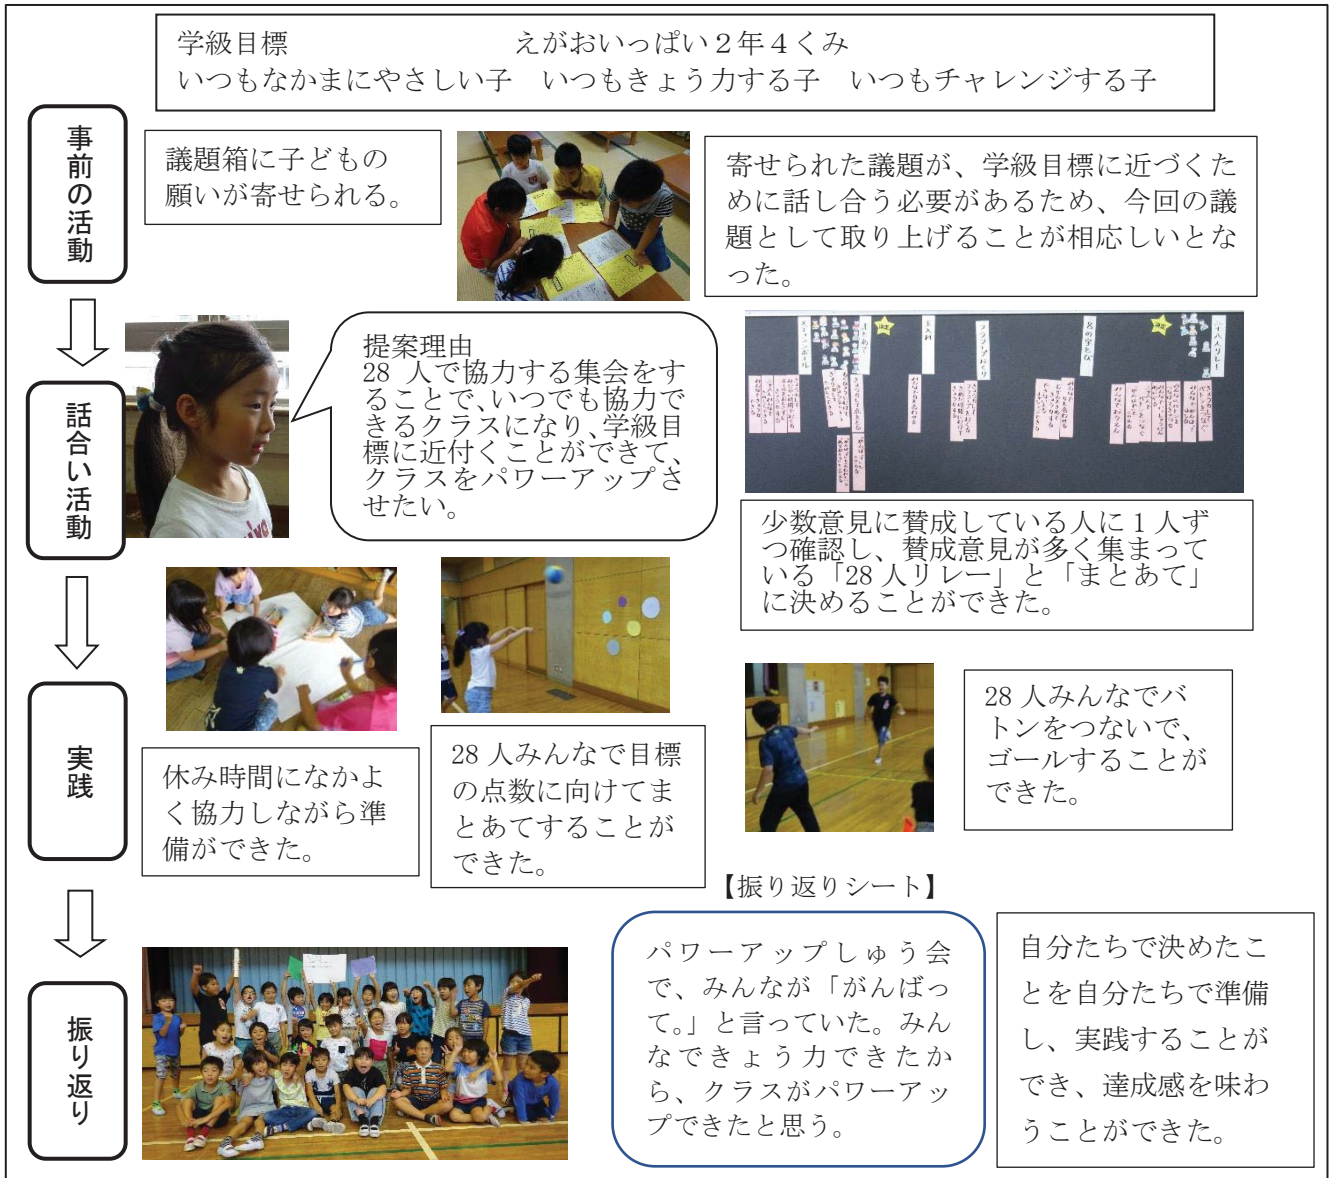 学級目標　　　　　　　えがおいっぱい２年４くみ
いつもなかまにやさしい子　いつもきょう力する子　いつもチャレンジする子
事前の活動
議題箱に子どもの
願いが寄せられる。
寄せられた議題が、学級目標に近づくた
めに話し合う必要があるため、今回の議
題として取り上げることが相応しいとな
った。
話合い活動
提案理由
28 人で協力する集会をす
ることで、いつでも協力で
きるクラスになり、学級目
標に近付くことができて、
クラスをパワーアップさ
せたい。
8の字とび
少数意見に賛成している人に 1 人ず
つ確認し、賛成意見が多く集まって
いる「28 人リレー」と「まとあて」
に決めることができた。
実践
休み時間になかよ
く協力しながら準
備ができた。
28 人みんなで目標
の点数に向けてま
とあてすることが
できた。
28 人みんなでバ
トンをつないで、
ゴールすることが
できた。
振り返り
【振り返りシート】
パワーアップしゅう会
で、みんなが「がんばっ
て。」と言っていた。みん
なできょう力できたか
ら、クラスがパワーアッ
プできたと思う。
自分たちで決めたこ
とを自分たちで準備
し、実践することが
でき、達成感を味わ
うことができた。